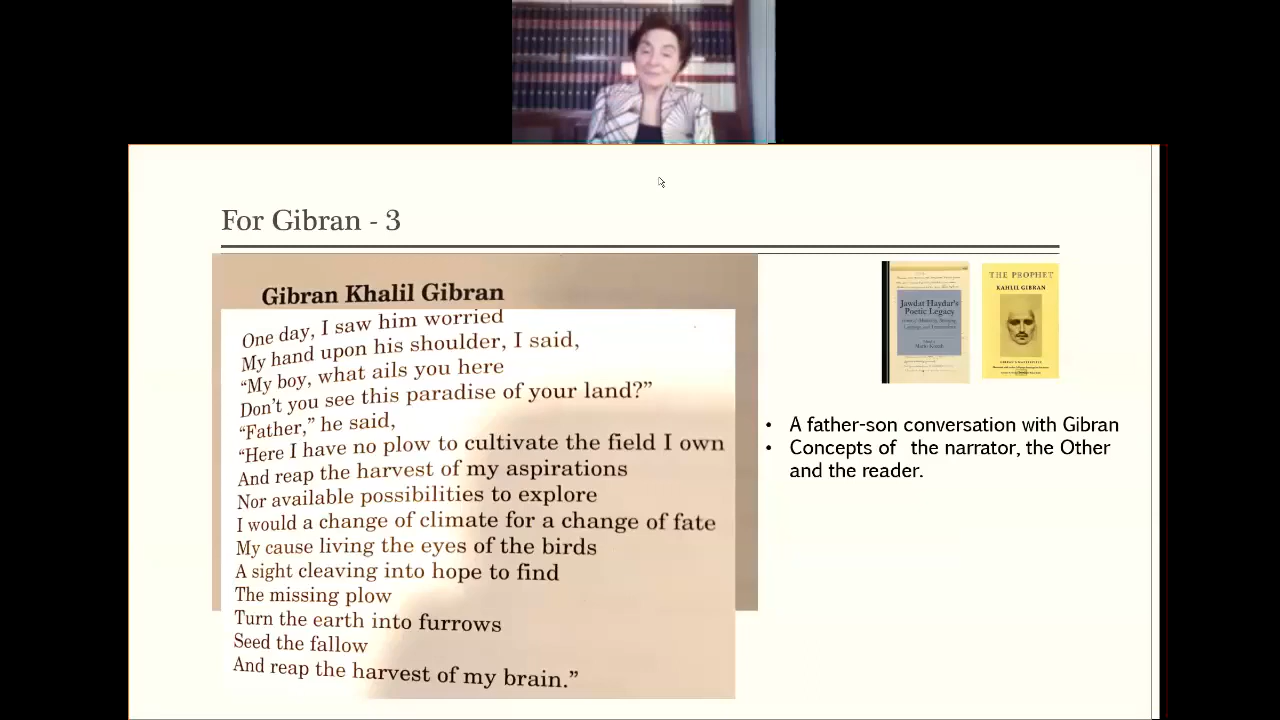 For Gibran - 3
Gibran Khalil Gibran
One day, I saw him worried
My hand upon his shoulder, I said,
“My boy, what ails you here
Don’t you see this paradise of your land?”
“Father,” he said,
“Here I have no plow to cultivate the field I own
And reap the harvest of my aspirations
Nor available possibilities to explore
I would a change of climate for a change of fate
My cause living the eyes of the birds
A sight cleaving into hope to find
The missing plow
Turn the earth into furrows
Seed the fallow
And reap the harvest of my brain.”
Jawdat Haydar's
Poetic Legacy
THE PROPHET
KAHLIL GIBRAN
• A father-son conversation with Gibran
• Concepts of the narrator, the Other
and the reader.